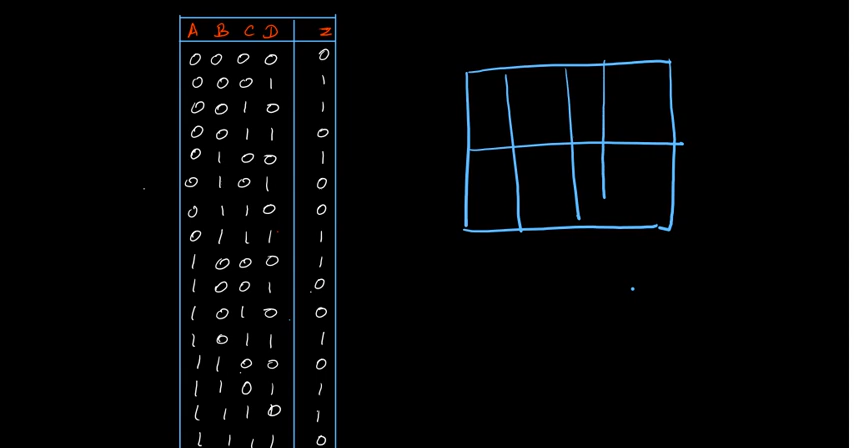 A B C D Z
0 0 0 0 0
0 0 0 1 1
0 0 1 0 1
0 0 1 1 0
0 1 0 0 1
0 1 0 1 0
0 1 1 0 0
0 1 1 1 1
1 0 0 0 1
1 0 0 1 0
1 0 1 0 0
1 0 1 1 1
1 1 0 0 0
1 1 0 1 1
1 1 1 0 1
1 1 1 1 0